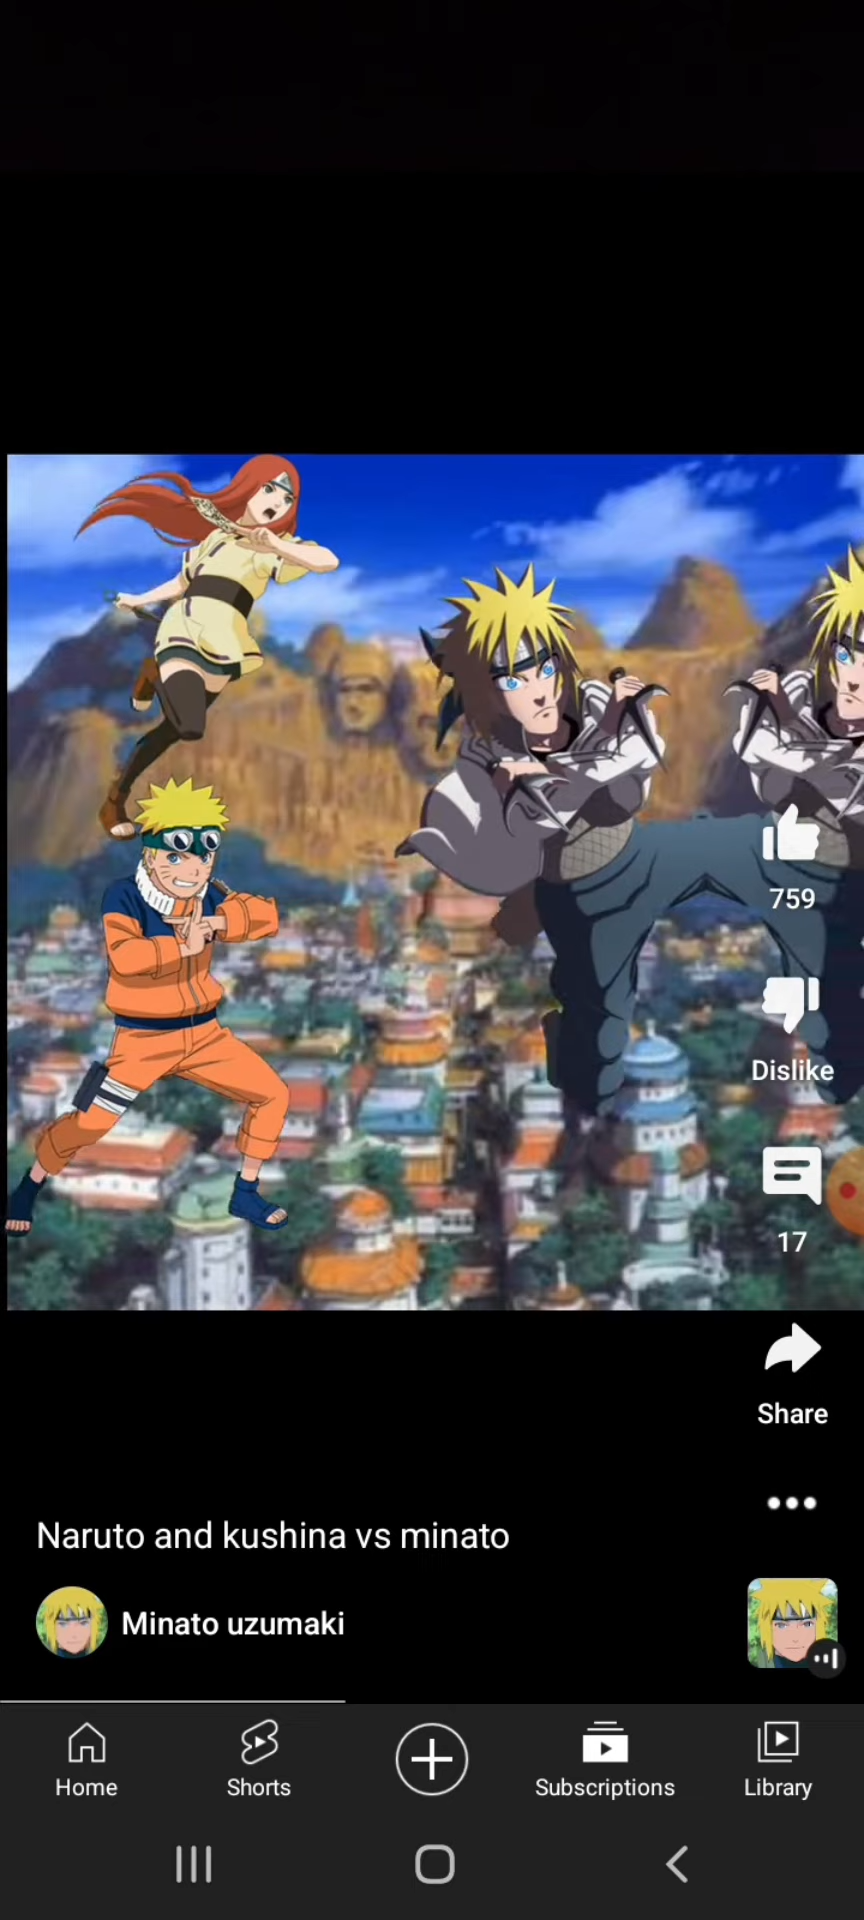 759
Dislike
17
Share
Naruto and kushina vs minato
Minato uzumaki
Home
Shorts
Subscriptions
Library